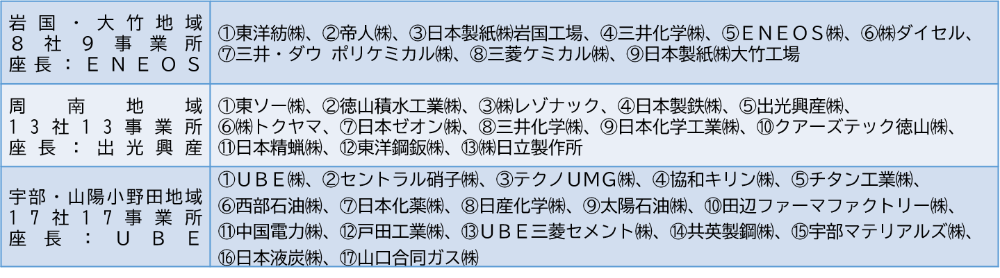 岩国・大竹地域
８社９事業所
座長：ＥＮＥＯＳ
①東洋紡㈱、②帝人㈱、③日本製紙㈱岩国工場、④三井化学㈱、⑤ＥＮＥＯＳ㈱、⑥㈱ダイセル、
⑦三井・ダウ ポリケミカル㈱、⑧三菱ケミカル㈱、⑨日本製紙㈱大竹工場
周南地域
１３社１３事業所
座長：出光興産
①東ソー㈱、②徳山積水工業㈱、③㈱レゾナック、④日本製鉄㈱、⑤出光興産㈱、
⑥㈱トクヤマ、⑦日本ゼオン㈱、⑧三井化学㈱、⑨日本化学工業㈱、⑩クアーズテック徳山㈱、
⑪日本精蝋㈱、⑫東洋鋼鈑㈱、⑬㈱日立製作所
宇部・山陽小野田地域
１７社１７事業所
座長：ＵＢＥ
①ＵＢＥ㈱、②セントラル硝子㈱、③テクノＵＭＧ㈱、④協和キリン㈱、⑤チタン工業㈱、
⑥西部石油㈱、⑦日本化薬㈱、⑧日産化学㈱、⑨太陽石油㈱、⑩田辺ファーマファクトリー㈱、
⑪中国電力㈱、⑫戸田工業㈱、⑬ＵＢＥ三菱セメント㈱、⑭共英製鋼㈱、⑮宇部マテリアルズ㈱、
⑯日本液炭㈱、⑰山口合同ガス㈱